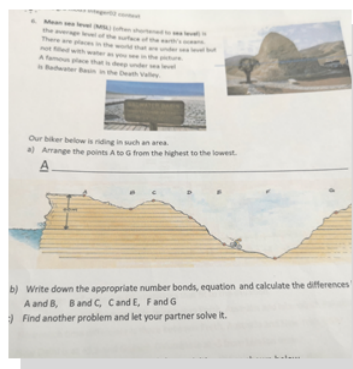 c. Mean sea level (MSL) (often shortened to sea level) is
the average level of the surface of the earth's oceans.
There are places in the world that are under sea level but
not filled with water as you see in the picture.
A famous place that is deep under sea level
is Badwater Basin in the Death Valley.
Our biker below is riding in such an area.
a) Arrange the points A to G from the highest to the lowest.
A
A B C D E F G
b) Write down the appropriate number bonds, equation and calculate the differences
A and B, B and C, C and E, F and G
c) Find another problem and let your partner solve it.